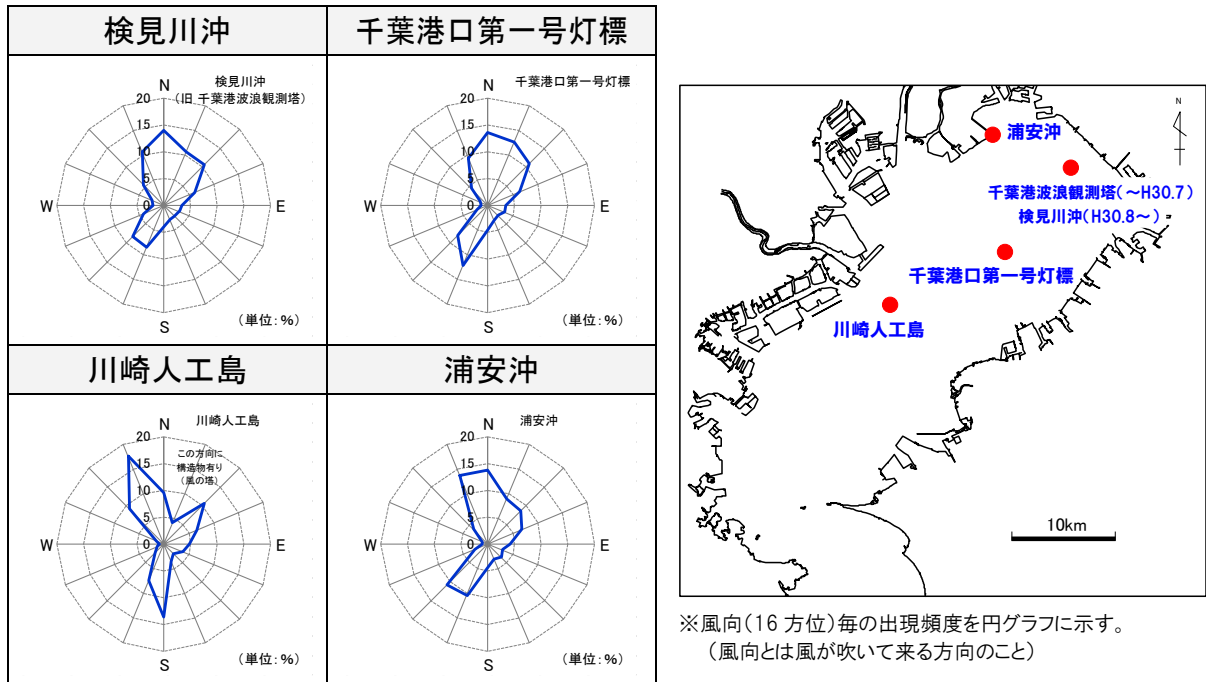 検見川沖
千葉港口第一号灯標
検見川沖
(旧 千葉港波浪観測塔)
N
20
15
10
5
0
W
E
S
(単位:%)
千葉港口第一号灯標
N
20
15
10
5
0
W
E
S
(単位:%)
川崎人工島
浦安沖
川崎人工島
この方向に
構造物有り
(風の塔)
N
20
15
10
5
0
W
E
S
(単位:%)
浦安沖
N
20
15
10
5
0
W
E
S
(単位:%)
N
浦安沖
千葉港波浪観測塔(~H30.7)
検見川沖(H30.8~)
千葉港口第一号灯標
川崎人工島
10km
※風向(16 方位)毎の出現頻度を円グラフに示す。
(風向とは風が吹いて来る方向のこと)